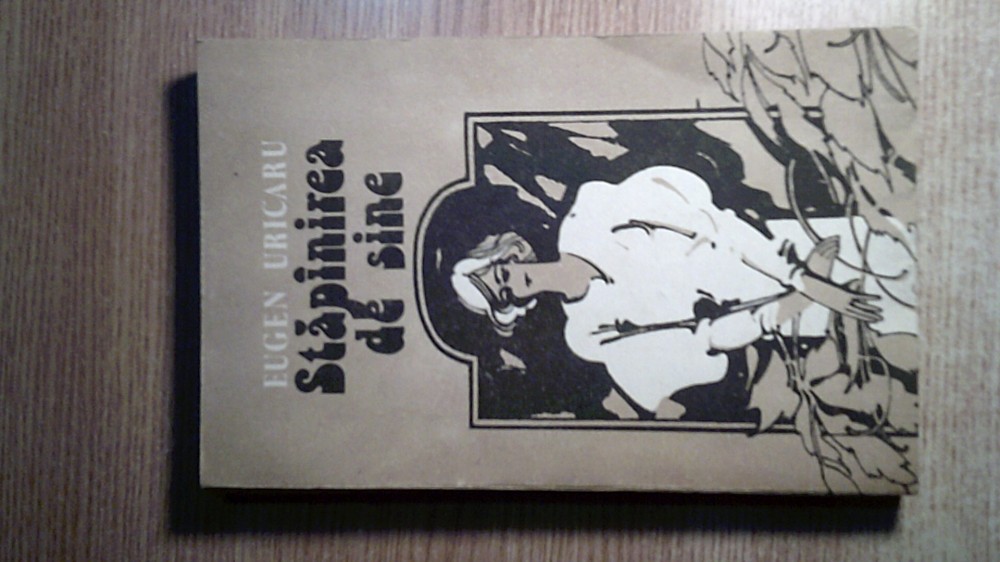 EUGEN URICARU
Stăpînirea
de sine